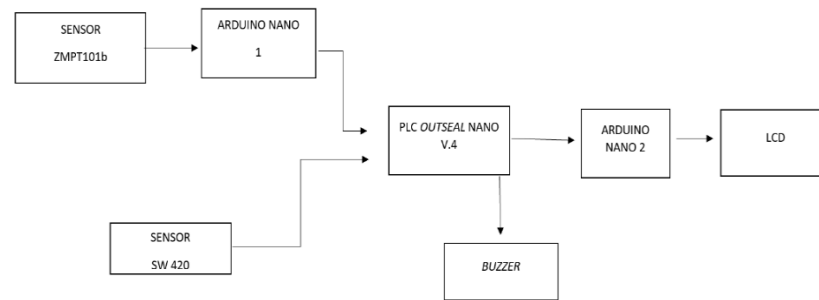 SENSOR
ZMPT101b
ARDUINO NANO
1
PLC OUTSEAL NANO
V.4
ARDUINO
NANO 2
LCD
SENSOR
SW 420
BUZZER